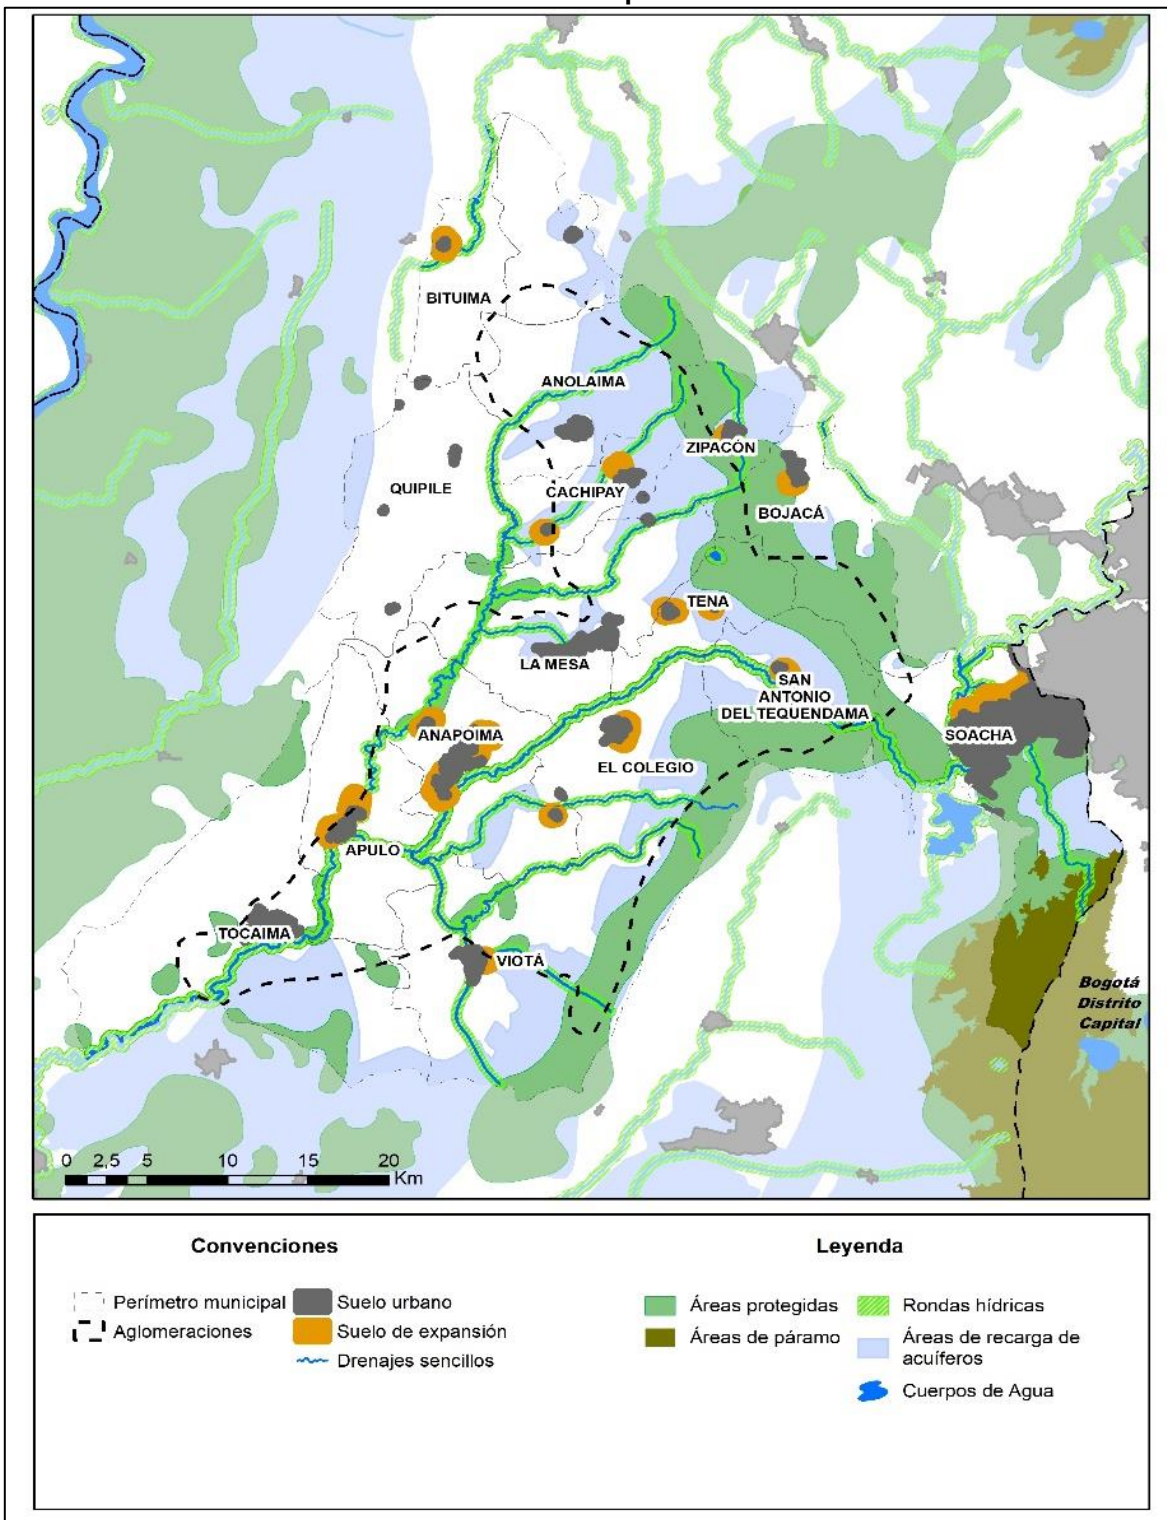 BITUIMA
ANOLAIMA
ZIPACÓN
QUIPILE
CACHIPAY
BOJACÁ
TENA
LA MESA
SAN
ANTONIO
DEL TEQUENDAMA
SOACHA
ANAPOIMA
EL COLEGIO
APULO
TOCAIMA
VIOTÁ
Bogotá
Distrito
Capital
0 2,5 5 10 15 20
Km
Convenciones
Leyenda
Perímetro municipal
Aglomeraciones
Suelo urbano
Suelo de expansión
Drenajes sencillos
Áreas protegidas
Áreas de páramo
Rondas hídricas
Áreas de recarga de
acuíferos
Cuerpos de Agua